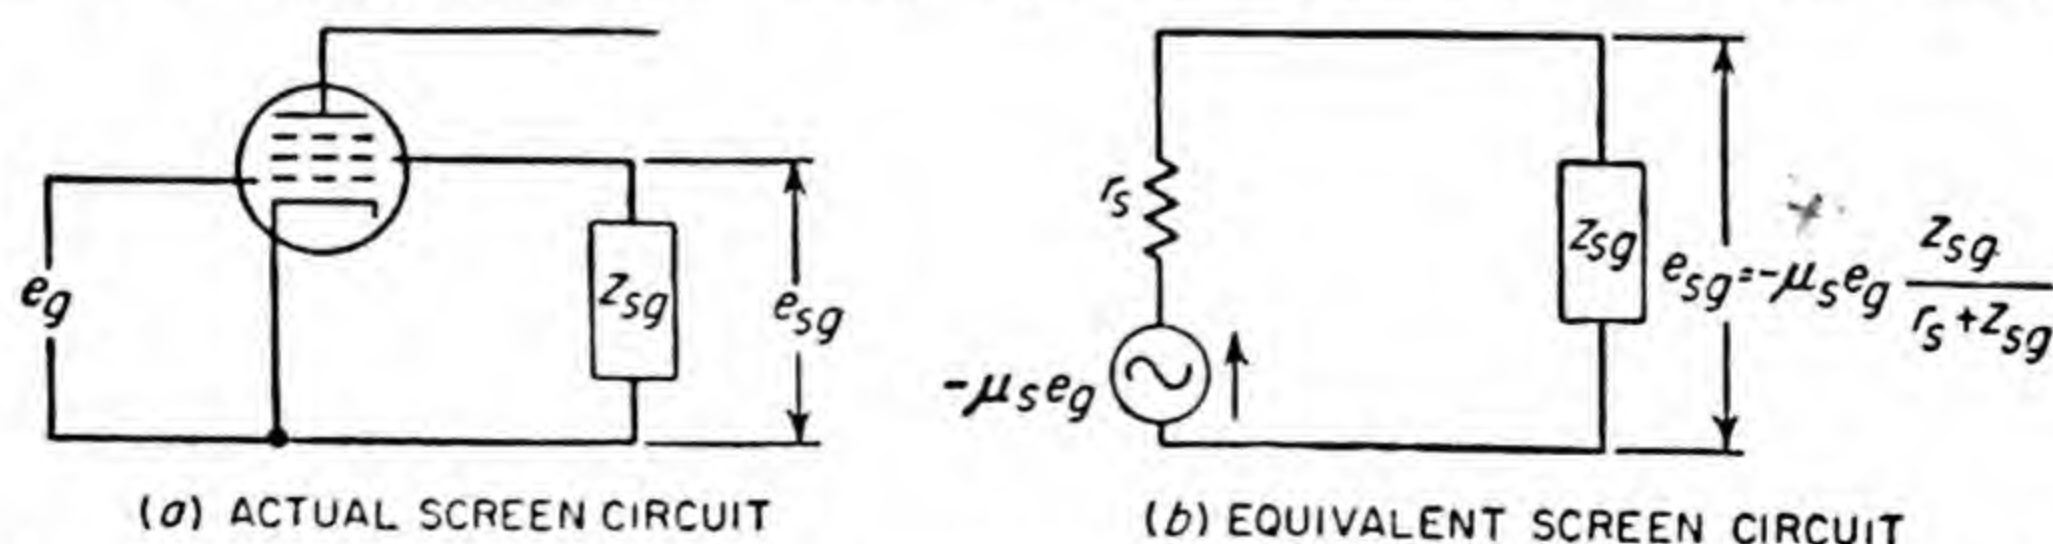 e_g
Z_sg
e_sg
(a) ACTUAL SCREEN CIRCUIT
r_s
-μ_s e_g
Z_sg
e_sg = -μ_s e_g Z_sg / (r_s + Z_sg)
(b) EQUIVALENT SCREEN CIRCUIT